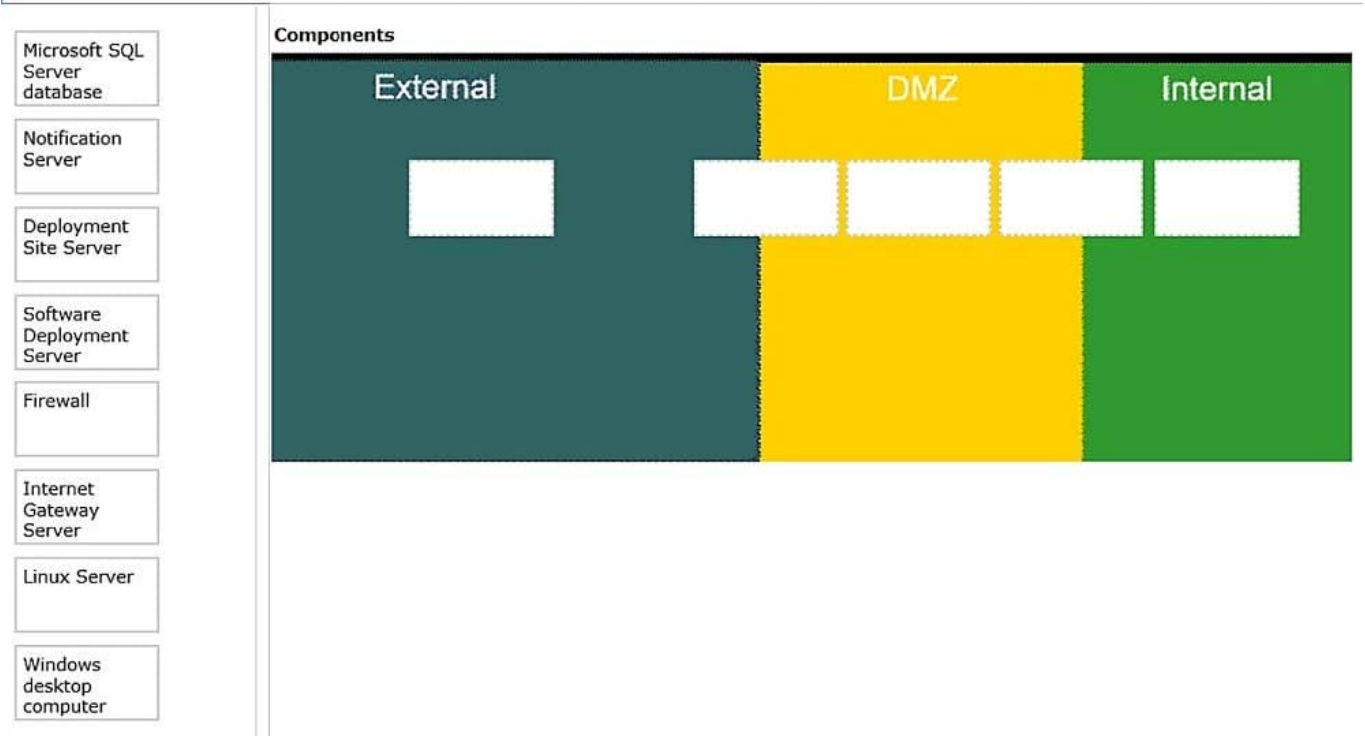 Microsoft SQL
Server
database
Notification
Server
Deployment
Site Server
Software
Deployment
Server
Firewall
Internet
Gateway
Server
Linux Server
Windows
desktop
computer
Components
External
DMZ
Internal